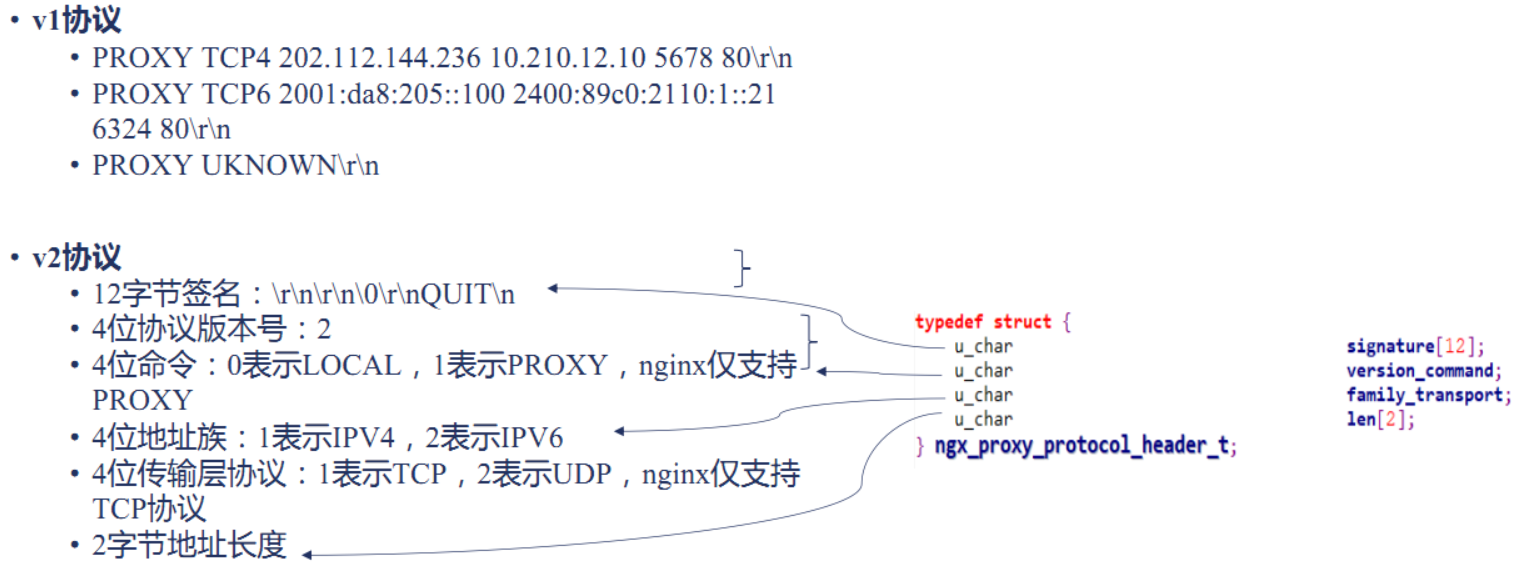 • v1协议
• PROXY TCP4 202.112.144.236 10.210.12.10 5678 80\r\n
• PROXY TCP6 2001:da8:205::100 2400:89c0:2110:1::21
6324 80\r\n
• PROXY UKNOWN\r\n
• v2协议
• 12字节签名：\r\n\r\n\0\r\nQUIT\n
• 4位协议版本号：2
• 4位命令：0表示LOCAL，1表示PROXY，nginx仅支持
PROXY
• 4位地址族：1表示IPV4，2表示IPV6
• 4位传输层协议：1表示TCP，2表示UDP，nginx仅支持
TCP协议
• 2字节地址长度
typedef struct {
u_char signature[12];
u_char version_command;
u_char family_transport;
u_char len[2];
} ngx_proxy_protocol_header_t;